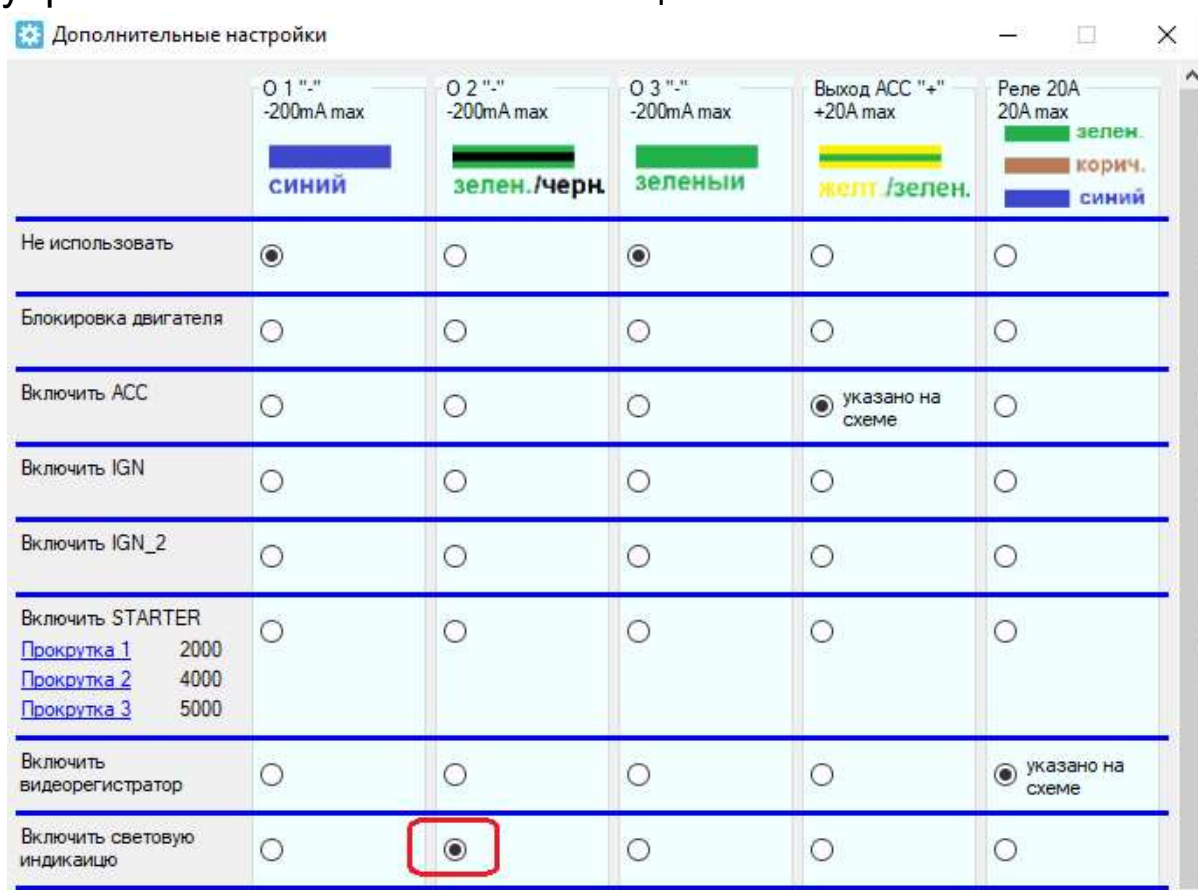 Дополнительные настройки
О 1 "-"
-200mA max
синий
О 2 "-"
-200mA max
зелен./черн.
О 3 "-"
-200mA max
зеленый
Выход ACC "+"
+20A max
желт./зелен.
Реле 20A
20A max
зелен.
корич.
синий
Не использовать
Блокировка двигателя
Включить ACC
указано на
схеме
Включить IGN
Включить IGN_2
Включить STARTER
Прокрутка 1 2000
Прокрутка 2 4000
Прокрутка 3 5000
Включить
видеорегистратор
указано на
схеме
Включить световую
индикаицю